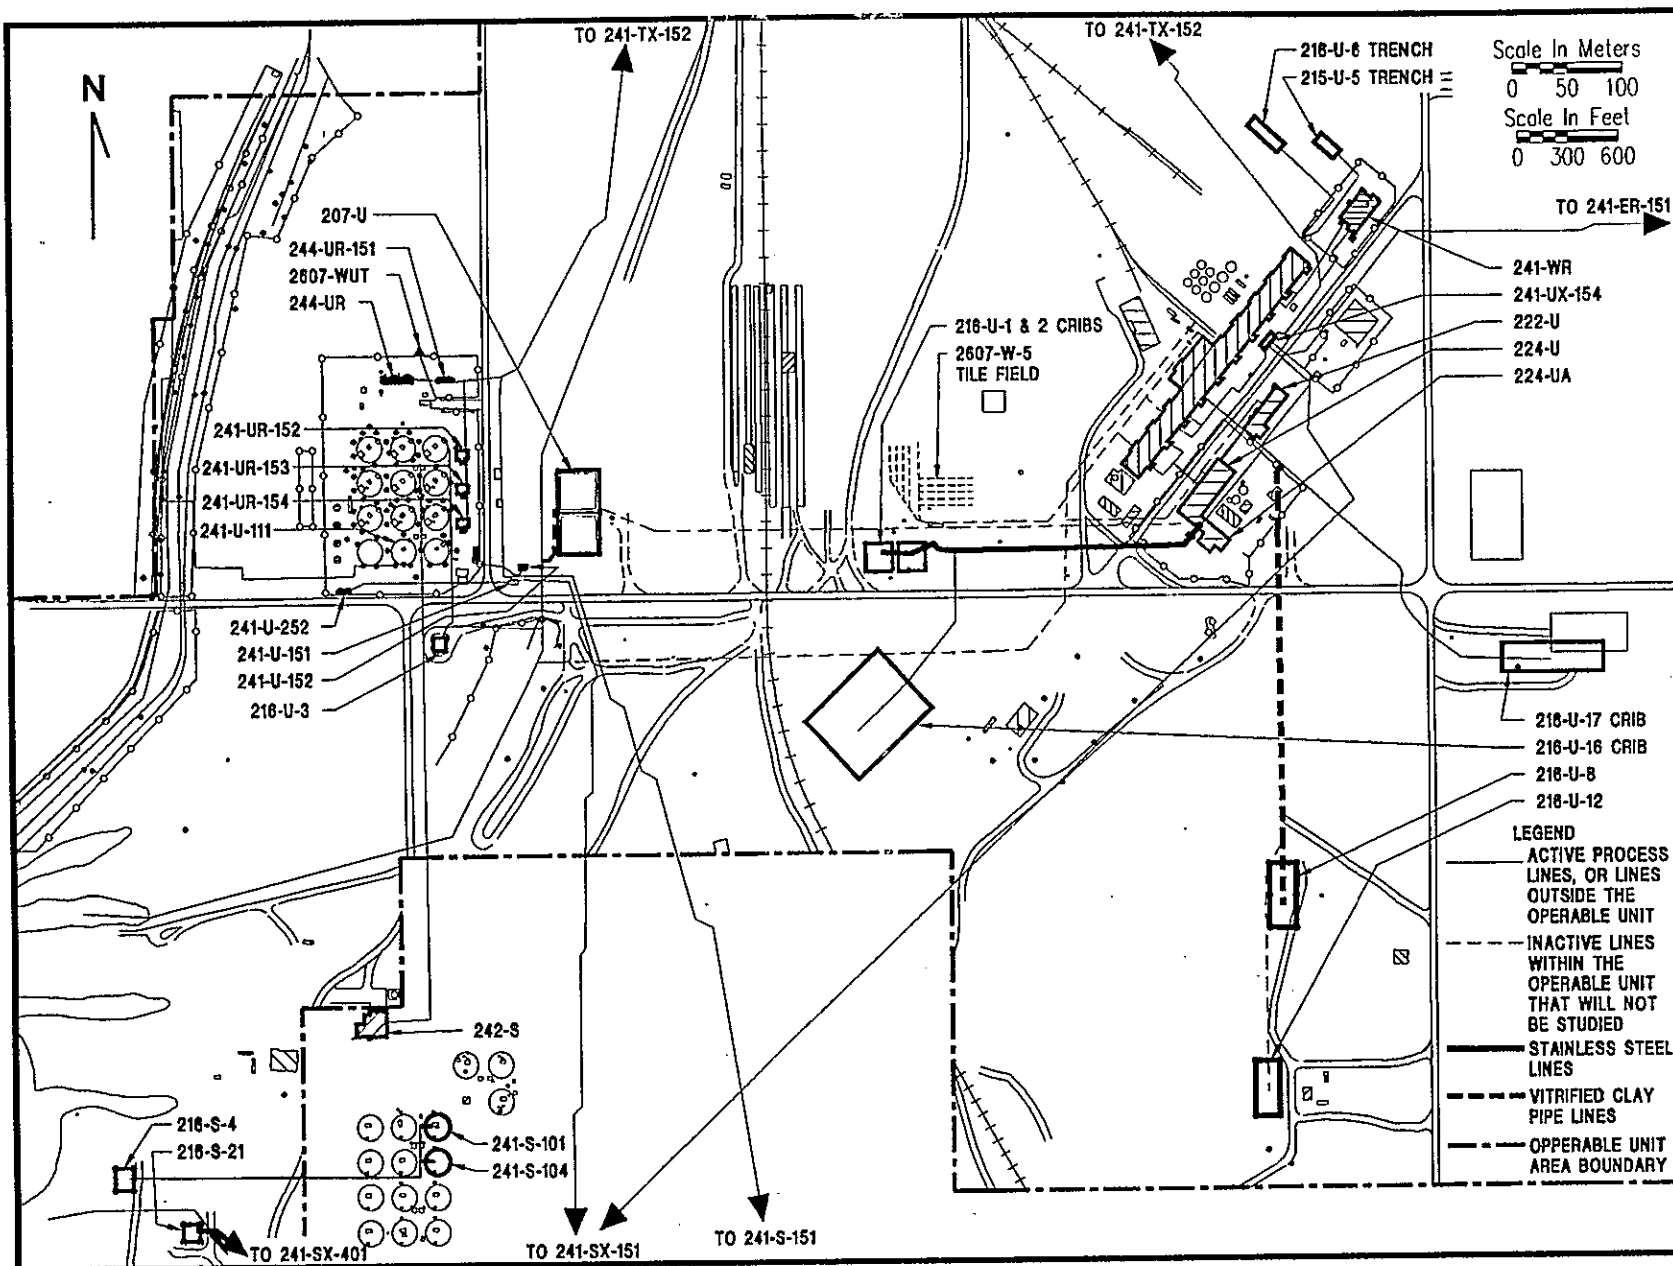 TO 241-TX-152
TO 241-TX-152
216-U-6 TRENCH
215-U-5 TRENCH
Scale In Meters
0 50 100
Scale In Feet
0 300 600
N
TO 241-ER-151
207-U
244-UR-151
2607-WUT
244-UR
241-WR
241-UX-154
222-U
224-U
224-UA
216-U-1 & 2 CRIBS
2607-W-5
TILE FIELD
241-UR-152
241-UR-153
241-UR-154
241-U-111
241-U-252
241-U-151
241-U-152
216-U-3
216-U-17 CRIB
216-U-16 CRIB
216-U-8
216-U-12
LEGEND
ACTIVE PROCESS
LINES, OR LINES
OUTSIDE THE
OPERABLE UNIT
INACTIVE LINES
WITHIN THE
OPERABLE UNIT
THAT WILL NOT
BE STUDIED
STAINLESS STEEL
LINES
VITRIFIED CLAY
PIPE LINES
OPPERABLE UNIT
AREA BOUNDARY
242-S
216-S-4
216-S-21
241-S-101
241-S-104
TO 241-SX-401
TO 241-SX-151
TO 241-S-151